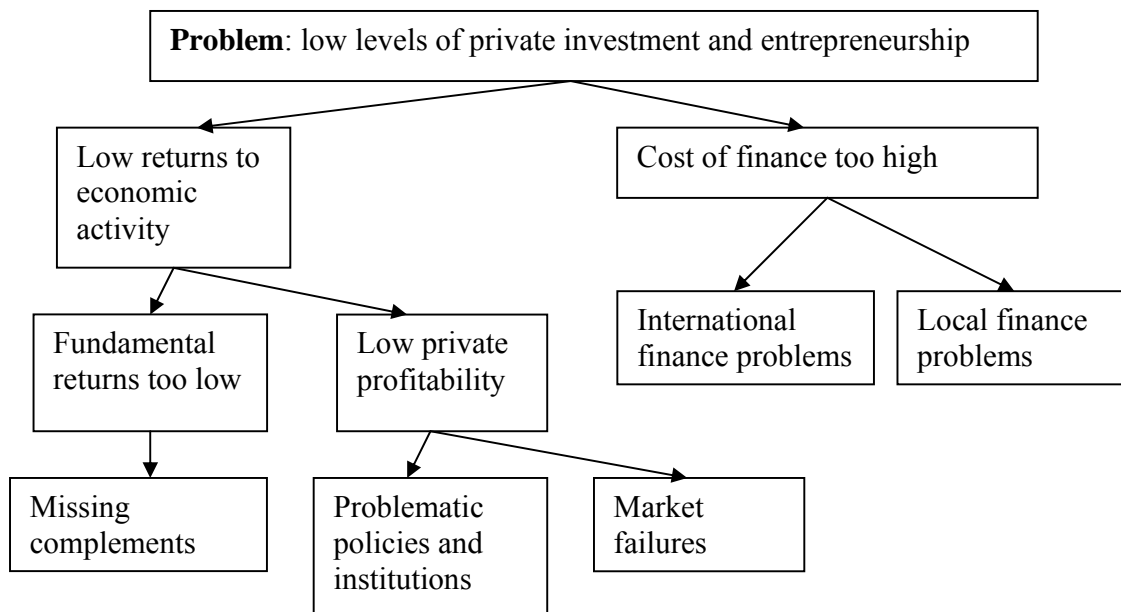 Problem: low levels of private investment and entrepreneurship
Low returns to
economic
activity
Cost of finance too high
Fundamental
returns too low
Low private
profitability
International
finance problems
Local finance
problems
Missing
complements
Problematic
policies and
institutions
Market
failures